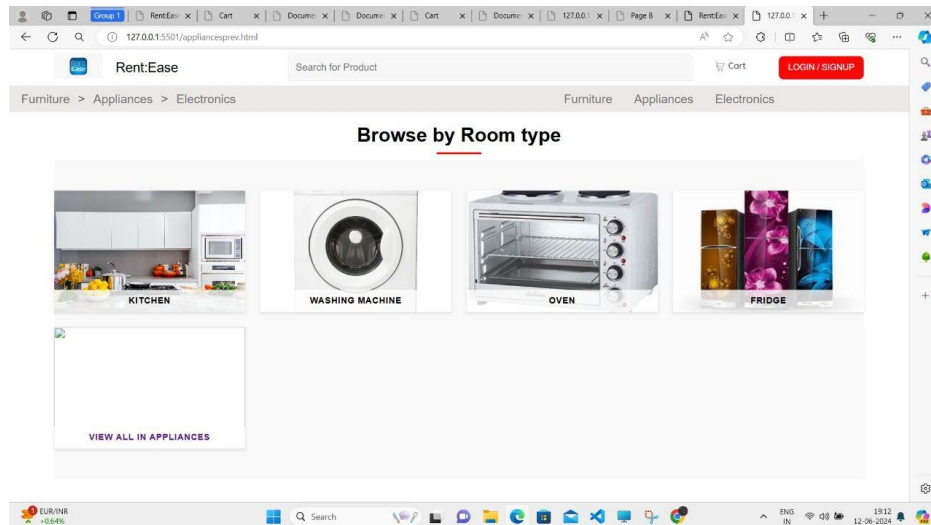 Group 1
RentEas
Cart
Docume
Docume
Cart
Docume
127.0.0.1
Page B
RentEas
127.0.0.1
127.0.0.1:5501/appliancesprev.html
Ease
Rent:Ease
Search for Product
Cart
LOGIN / SIGNUP
Furniture > Appliances > Electronics
Furniture Appliances Electronics
Browse by Room type
KITCHEN
WASHING MACHINE
OVEN
FRIDGE
VIEW ALL IN APPLIANCES
EUR/INR
+0.64%
Search
ENG
IN
19:12
12-06-2024